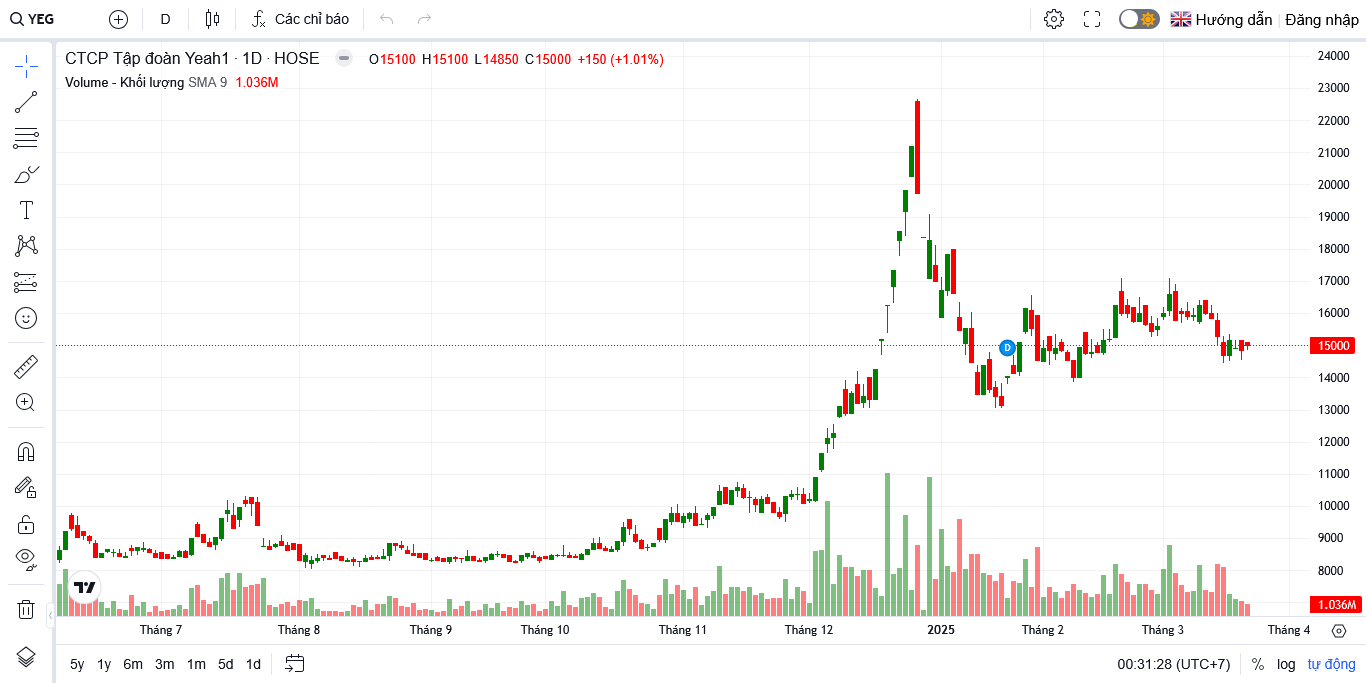 YEG D Các chỉ báo Hướng dẫn Đăng nhập
CTCP Tập đoàn Yeah1 · 1D · HOSE O15100 H15100 L14850 C15000 +150 (+1.01%)
Volume - Khối lượng SMA 9 1.036M
24000
23000
22000
21000
20000
19000
18000
17000
16000
D
15000
14000
13000
12000
11000
10000
9000
8000
1.036M
Tháng 7 Tháng 8 Tháng 9 Tháng 10 Tháng 11 Tháng 12 2025 Tháng 2 Tháng 3 Tháng 4
5y 1y 6m 3m 1m 5d 1d 00:31:28 (UTC+7) % log tự động